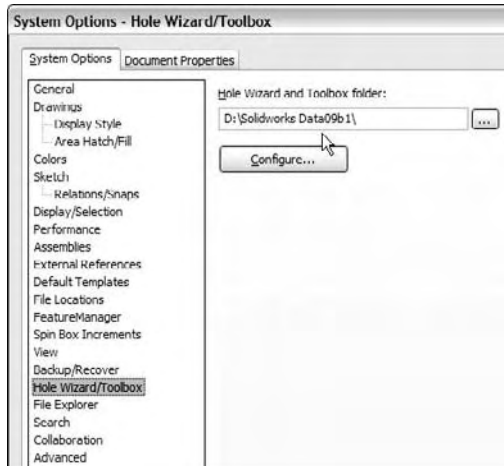 System Options - Hole Wizard/Toolbox
System Options
Document Properties
General
Drawings
Display Style
Area Hatch/Fill
Colors
Sketch
Relations/Snaps
Display/Selection
Performance
Assemblies
External References
Default Templates
File Locations
FeatureManager
Spin Box Increments
View
Backup/Recover
Hole Wizard/Toolbox
File Explorer
Search
Collaboration
Advanced
Hole Wizard and Toolbox folder:
D:\Solidworks Data09b1\
...
Configure...